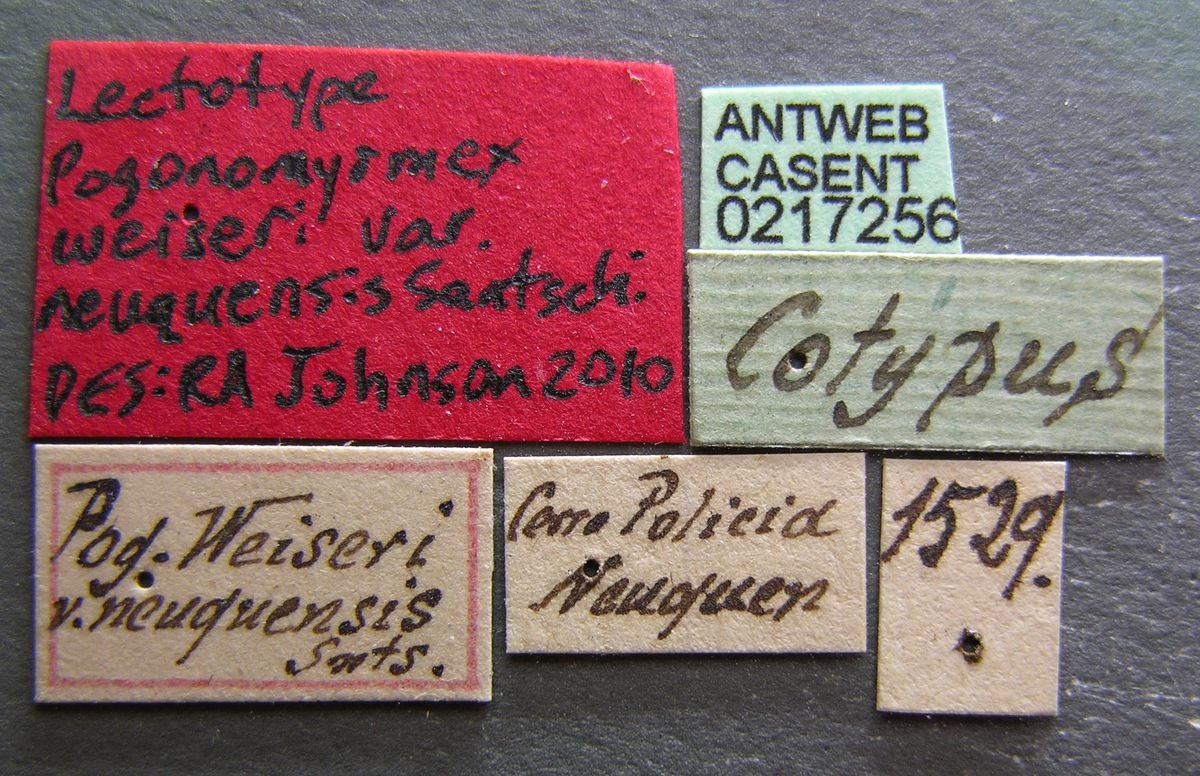 Lectotype
Pogonomyrmex
weiseri var.
neuquensis Santschi.
DES: RA Johnson 2010
ANTWEB
CASENT
0217256
Cotypus
Pog. Weiseri
v. neuquensis
Snts.
Cerro Policia
Neuquen
1529.